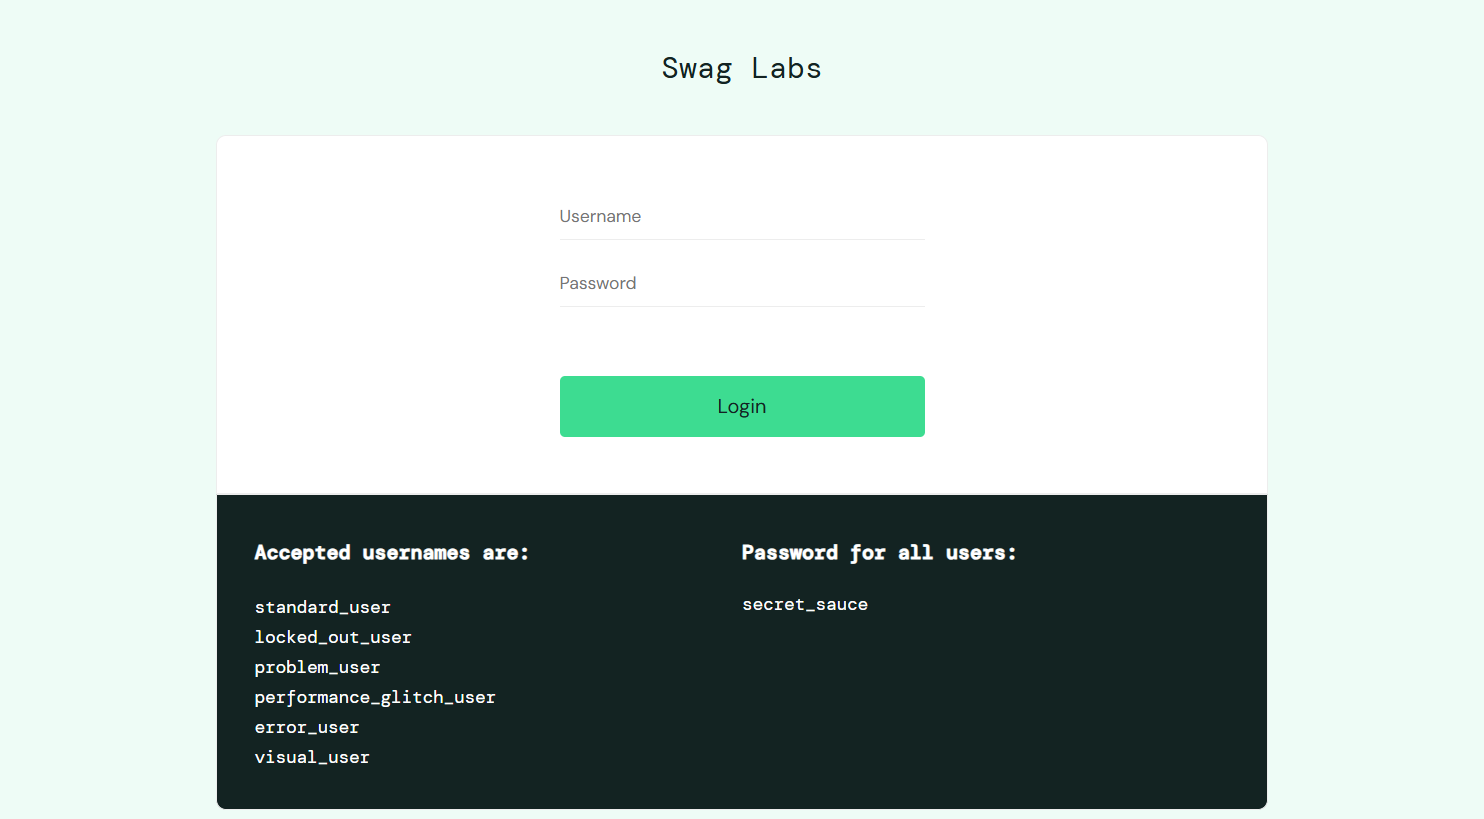 Swag Labs
Username
Password
Login
Accepted usernames are:
standard_user
locked_out_user
problem_user
performance_glitch_user
error_user
visual_user
Password for all users:
secret_sauce